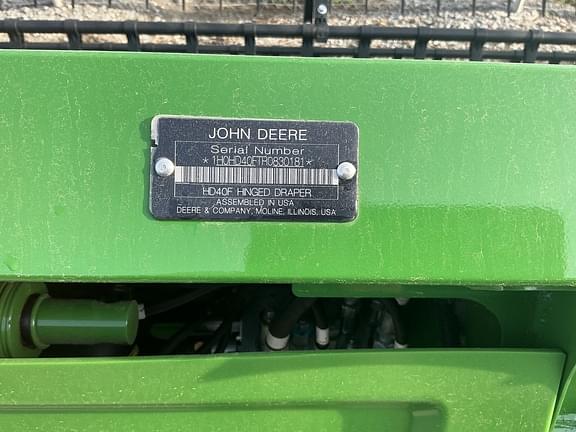 JOHN DEERE
Serial Number
*1H0HD40FTR0830181*
HD40F HINGED DRAPER
ASSEMBLED IN USA
DEERE & COMPANY, MOLINE, ILLINOIS, USA